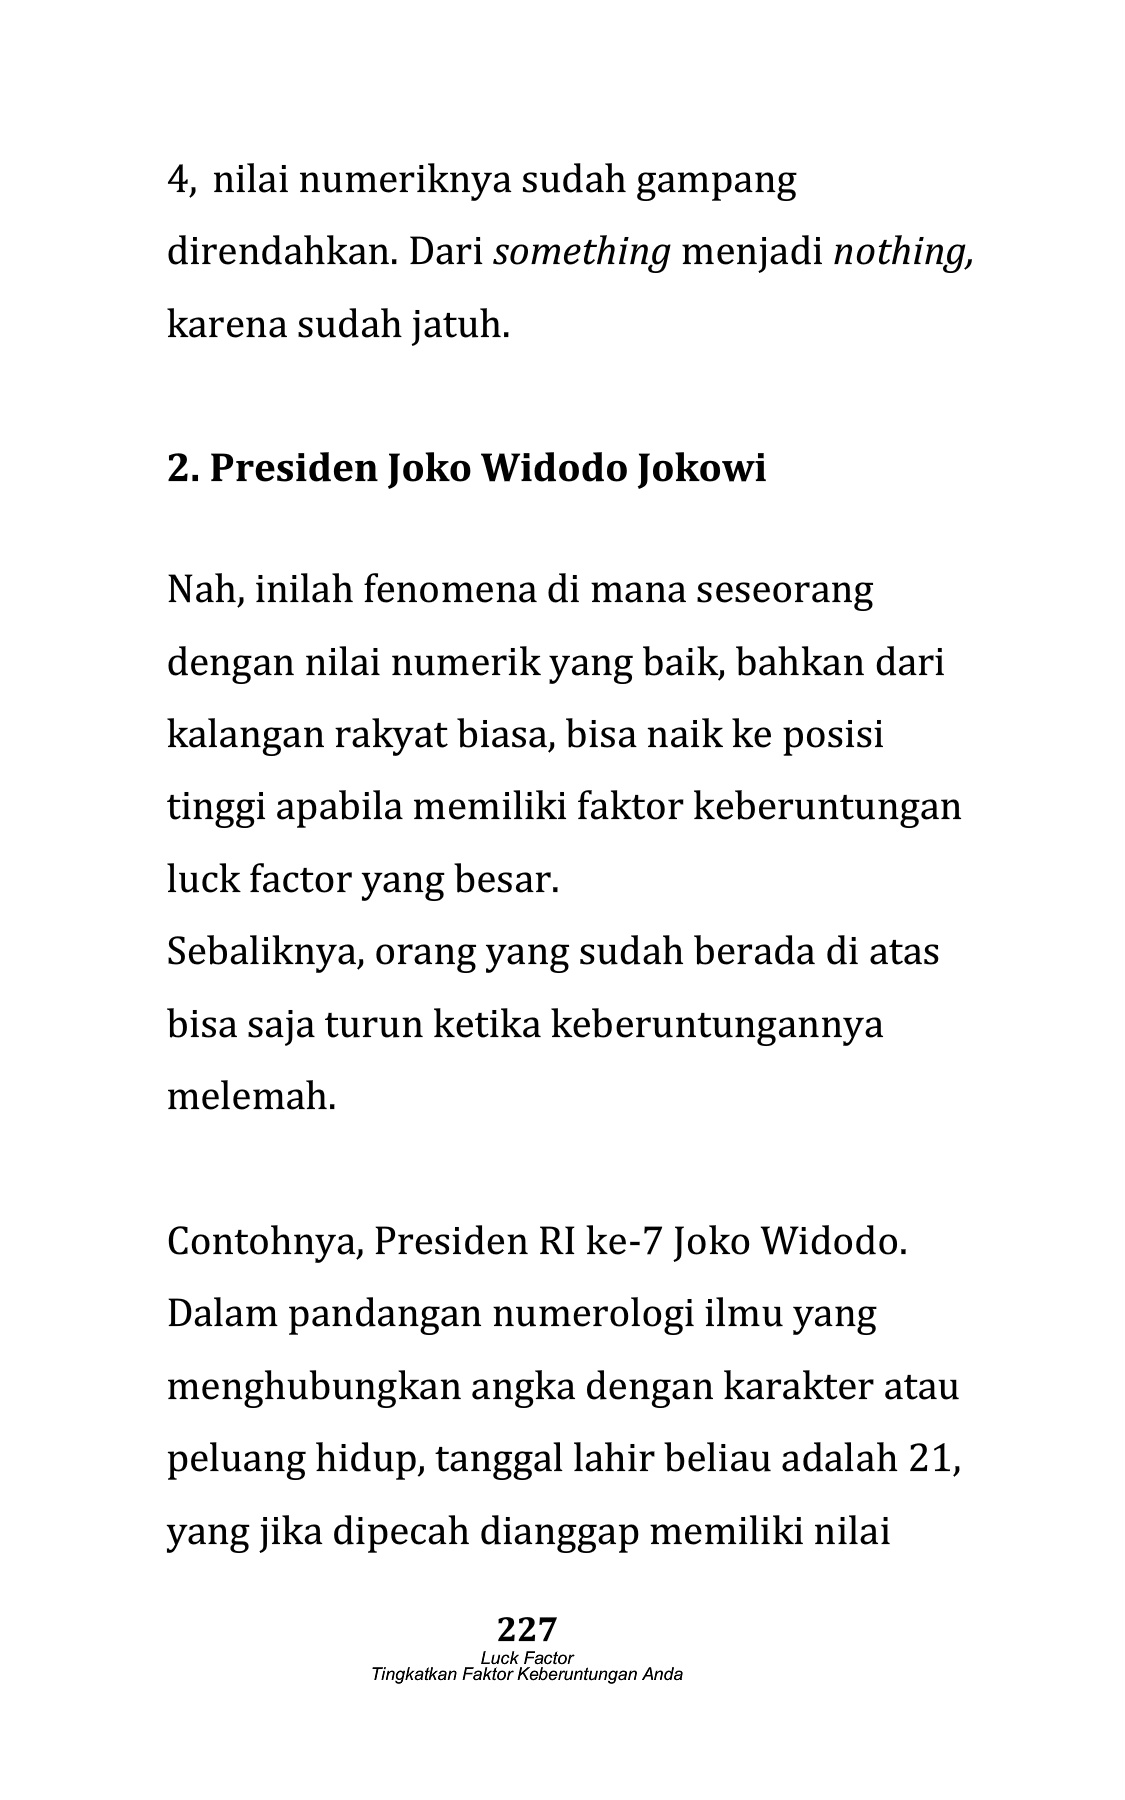 4, nilai numeriknya sudah gampang
direndahkan. Dari something menjadi nothing,
karena sudah jatuh.
2. Presiden Joko Widodo Jokowi
Nah, inilah fenomena di mana seseorang
dengan nilai numerik yang baik, bahkan dari
kalangan rakyat biasa, bisa naik ke posisi
tinggi apabila memiliki faktor keberuntungan
luck factor yang besar.
Sebaliknya, orang yang sudah berada di atas
bisa saja turun ketika keberuntungannya
melemah.
Contohnya, Presiden RI ke-7 Joko Widodo.
Dalam pandangan numerologi ilmu yang
menghubungkan angka dengan karakter atau
peluang hidup, tanggal lahir beliau adalah 21,
yang jika dipecah dianggap memiliki nilai
227
Luck Factor
Tingkatkan Faktor Keberuntungan Anda